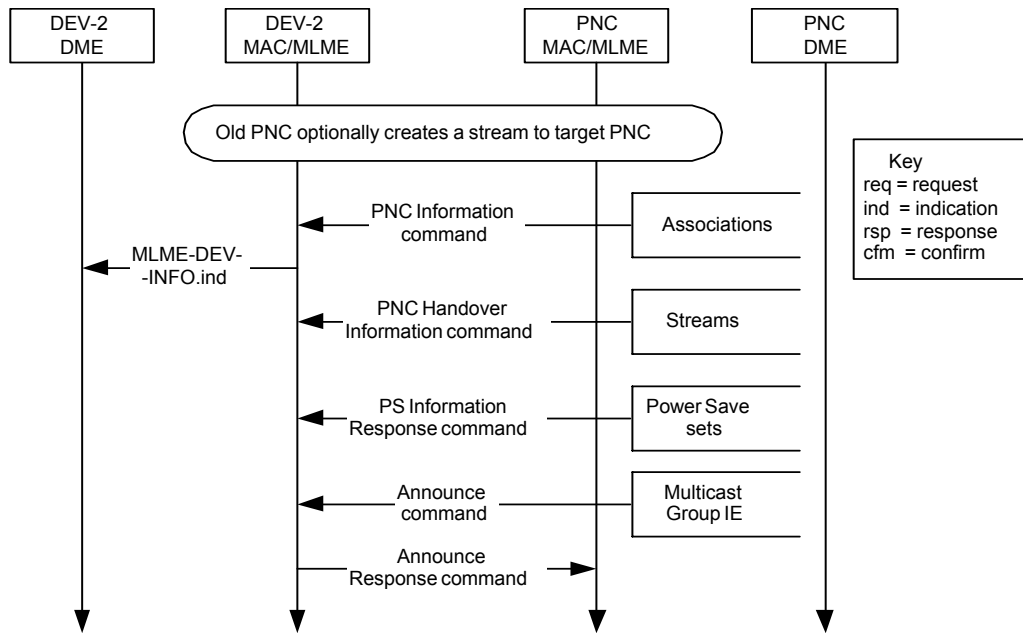 DEV-2
DME
DEV-2
MAC/MLME
PNC
MAC/MLME
PNC
DME
Old PNC optionally creates a stream to target PNC
Key
req = request
ind = indication
rsp = response
cfm = confirm
PNC Information
command
Associations
MLME-DEV-
-INFO.ind
PNC Handover
Information command
Streams
PS Information
Response command
Power Save
sets
Announce
command
Multicast
Group IE
Announce
Response command